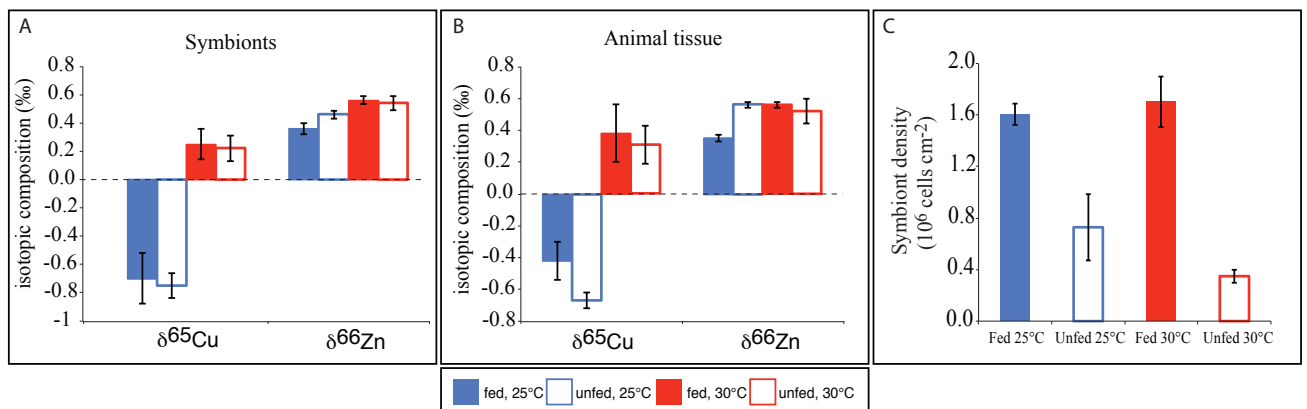 A
Symbionts
isotopic composition (‰)
0.8
0.6
0.4
0.2
0.0
-0.2
-0.4
-0.6
-0.8
-1
δ65Cu
δ66Zn
B
Animal tissue
isotopic composition (‰)
0.8
0.6
0.4
0.2
0.0
-0.2
-0.4
-0.6
-0.8
δ65Cu
δ66Zn
C
Symbiont density
(10⁶ cells cm-2)
2.0
1.6
1.2
0.8
0.4
0.0
Fed 25°C
Unfed 25°C
Fed 30°C
Unfed 30°C
fed, 25°C
unfed, 25°C
fed, 30°C
unfed, 30°C